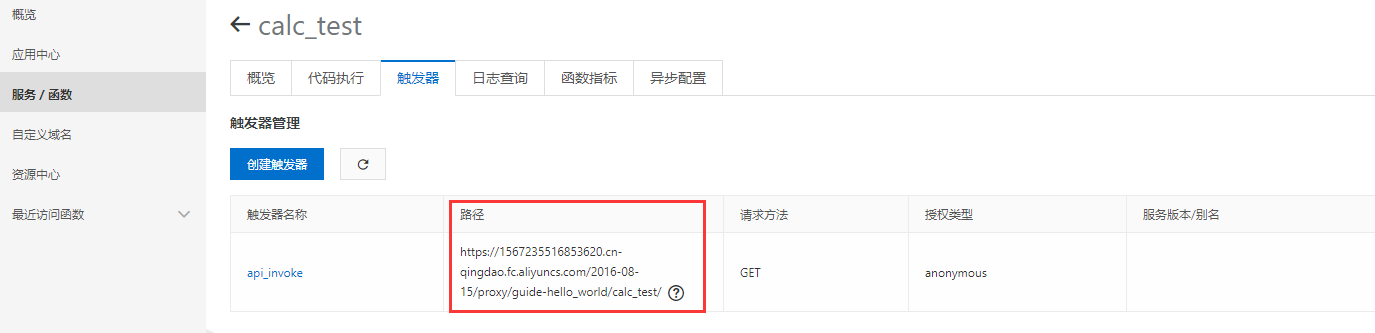 概览
应用中心
服务 / 函数
自定义域名
资源中心
最近访问函数
calc_test
概览 代码执行 触发器 日志查询 函数指标 异步配置
触发器管理
创建触发器
触发器名称 路径 请求方法 授权类型 服务版本/别名
https://1567235516853620.cn-
api_invoke qingdao.fc.aliyuncs.com/2016-08- GET anonymous
15/proxy/guide-hello_world/calc_test/